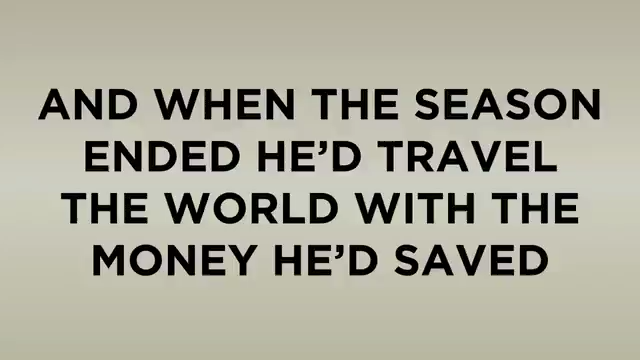 AND WHEN THE SEASON
ENDED HE’D TRAVEL
THE WORLD WITH THE
MONEY HE’D SAVED